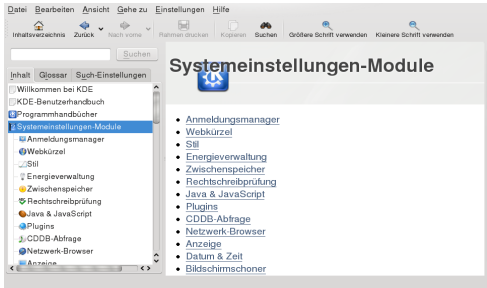 Datei Bearbeiten Ansicht Gehe zu Einstellungen Hilfe
Inhaltsverzeichnis Zurück Nach vorne Rahmen drucken Kopieren Suchen Größere Schrift verwenden Kleinere Schrift verwenden
Suchen
Inhalt Glossar Such-Einstellungen
Willkommen bei KDE
KDE-Benutzerhandbuch
Programmhandbücher
Systemeinstellungen-Module
Anmeldungsmanager
Webkürzel
Stil
Energieverwaltung
Zwischenspeicher
Rechtschreibprüfung
Java & JavaScript
Plugins
CDDB-Abfrage
Netzwerk-Browser
Anzeige
Systemeinstellungen-Module
Anmeldungsmanager
Webkürzel
Stil
Energieverwaltung
Zwischenspeicher
Rechtschreibprüfung
Java & JavaScript
Plugins
CDDB-Abfrage
Netzwerk-Browser
Anzeige
Datum & Zeit
Bildschirmschoner